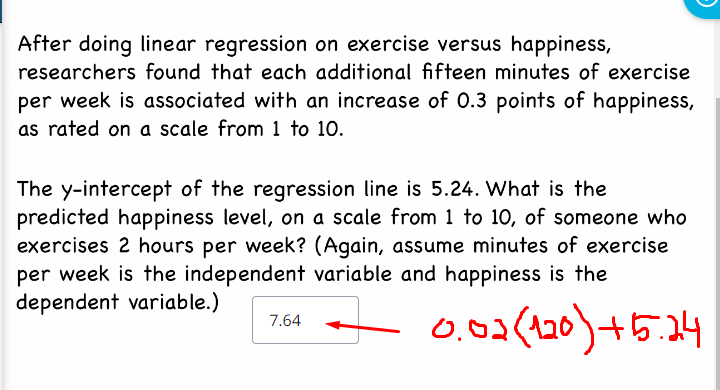 After doing linear regression on exercise versus happiness,
researchers found that each additional fifteen minutes of exercise
per week is associated with an increase of 0.3 points of happiness,
as rated on a scale from 1 to 10.
The y-intercept of the regression line is 5.24. What is the
predicted happiness level, on a scale from 1 to 10, of someone who
exercises 2 hours per week? (Again, assume minutes of exercise
per week is the independent variable and happiness is the
dependent variable.)
7.64
0.02(120)+5.24